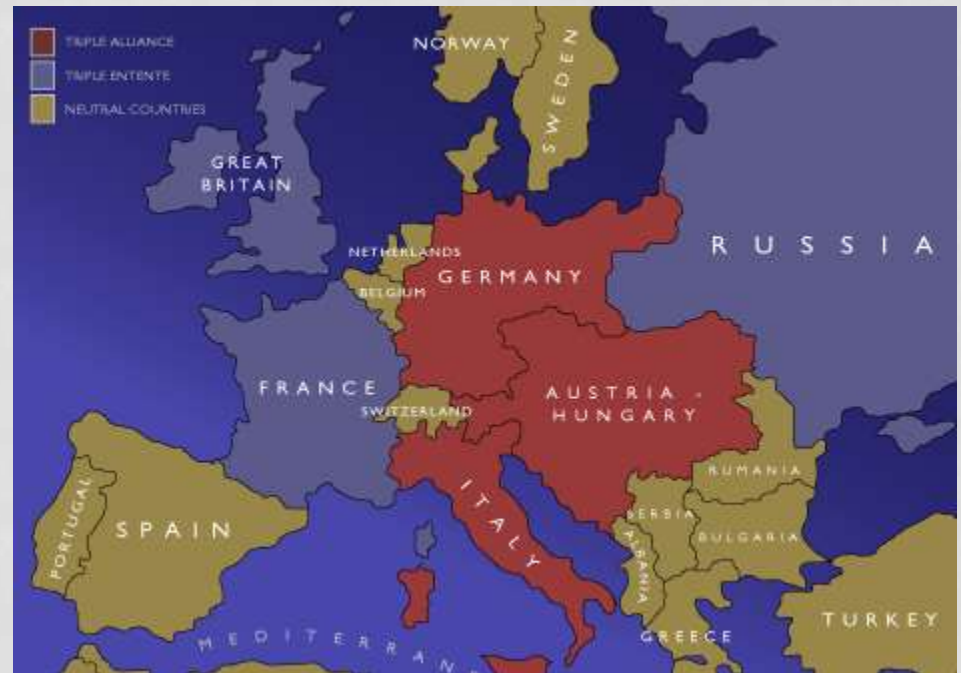 TRIPLE ALLIANCE
TRIPLE ENTENTE
NEUTRAL COUNTRIES
NORWAY
SWEDEN
GREAT
BRITAIN
NETHERLANDS
BELGIUM
GERMANY
RUSSIA
FRANCE
SWITZERLAND
AUSTRIA -
HUNGARY
RUMANIA
PORTUGAL
SPAIN
ITALY
SERBIA
BULGARIA
ALBANIA
TURKEY
GREECE
MEDITERRANE